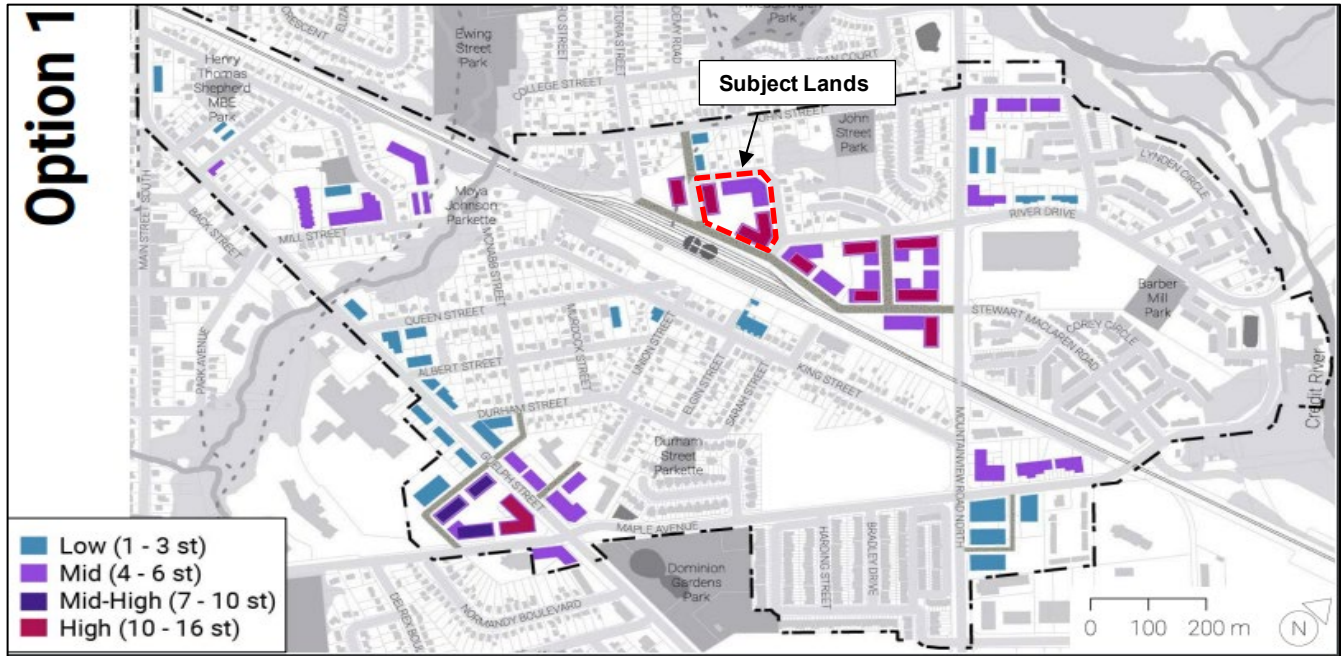 Option 1
CRESCENT
Ewing
Street
Park
Park
COLLEGE STREET
Henry
Thomas
Shepherd
MBE
Park
Subject Lands
John
Street
Park
LYNDEN CIRCLE
RIVER DRIVE
Moya
Johnson
Parkette
MAIN STREET SOUTH
BACK STREET
MILL STREET
MCNABB STREET
GO
Barber
Mill
Park
STEWART MACLAREN ROAD
COREY CIRCLE
Credit River
QUEEN STREET
MURDOCK STREET
UNION STREET
PARK AVENUE
ALBERT STREET
ELGIN STREET
SARAH STREET
KING STREET
DURHAM STREET
Durham
Street
Parkette
GUELPH STREET
MOUNTAINVIEW ROAD NORTH
MAPLE AVENUE
HARDING STREET
BRADLEY DRIVE
Dominion
Gardens
Park
NORMANDY BOULEVARD
Low (1 - 3 st)
Mid (4 - 6 st)
Mid-High (7 - 10 st)
High (10 - 16 st)
0 100 200 m
N